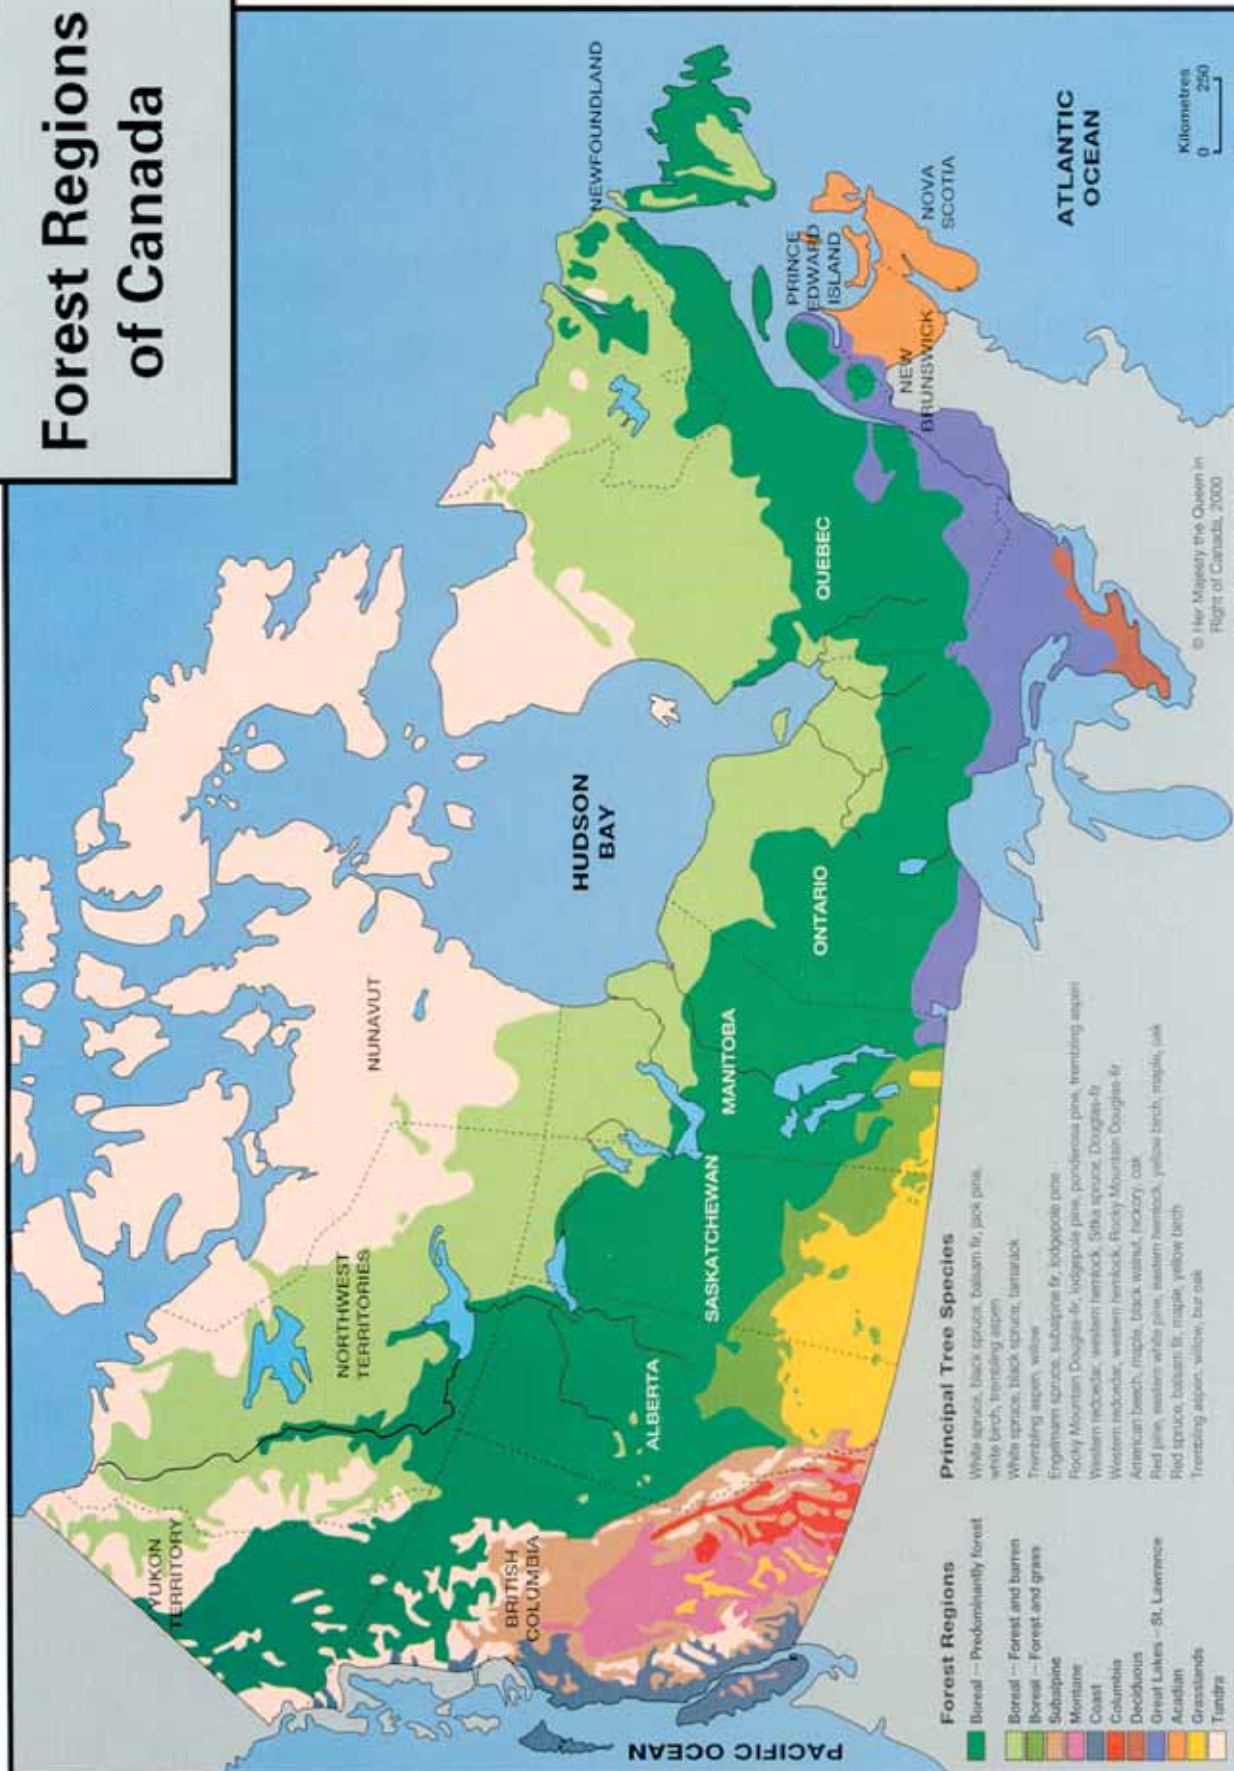 Forest Regions
of Canada
NEWFOUNDLAND
PRINCE
EDWARD
ISLAND
NOVA
SCOTIA
NEW
BRUNSWICK
ATLANTIC
OCEAN
Kilometres
0 250
QUEBEC
HUDSON
BAY
ONTARIO
NUNAVUT
MANITOBA
SASKATCHEWAN
NORTHWEST
TERRITORIES
ALBERTA
YUKON
TERRITORY
BRITISH
COLUMBIA
PACIFIC OCEAN
© Her Majesty the Queen in
Right of Canada, 2000
Forest Regions
Principal Tree Species
Boreal – Predominantly forest
White spruce, black spruce, balsam fir, jack pine,
white birch, trembling aspen
Boreal – Forest and barren
White spruce, black spruce, tamarack
Boreal – Forest and grass
Trembling aspen, willow
Subalpine
Engelmann spruce, subalpine fir, lodgepole pine
Montane
Rocky Mountain Douglas-fir, lodgepole pine, ponderosa pine, trembling aspen
Coast
Western redcedar, western hemlock, Sitka spruce, Douglas-fir
Columbia
Western redcedar, western hemlock, Rocky Mountain Douglas-fir
Deciduous
American beech, maple, black walnut, hickory, oak
Great Lakes – St. Lawrence
Red pine, eastern white pine, eastern hemlock, yellow birch, maple, oak
Acadian
Red spruce, balsam fir, maple, yellow birch
Grasslands
Trembling aspen, willow, bur oak
Tundra